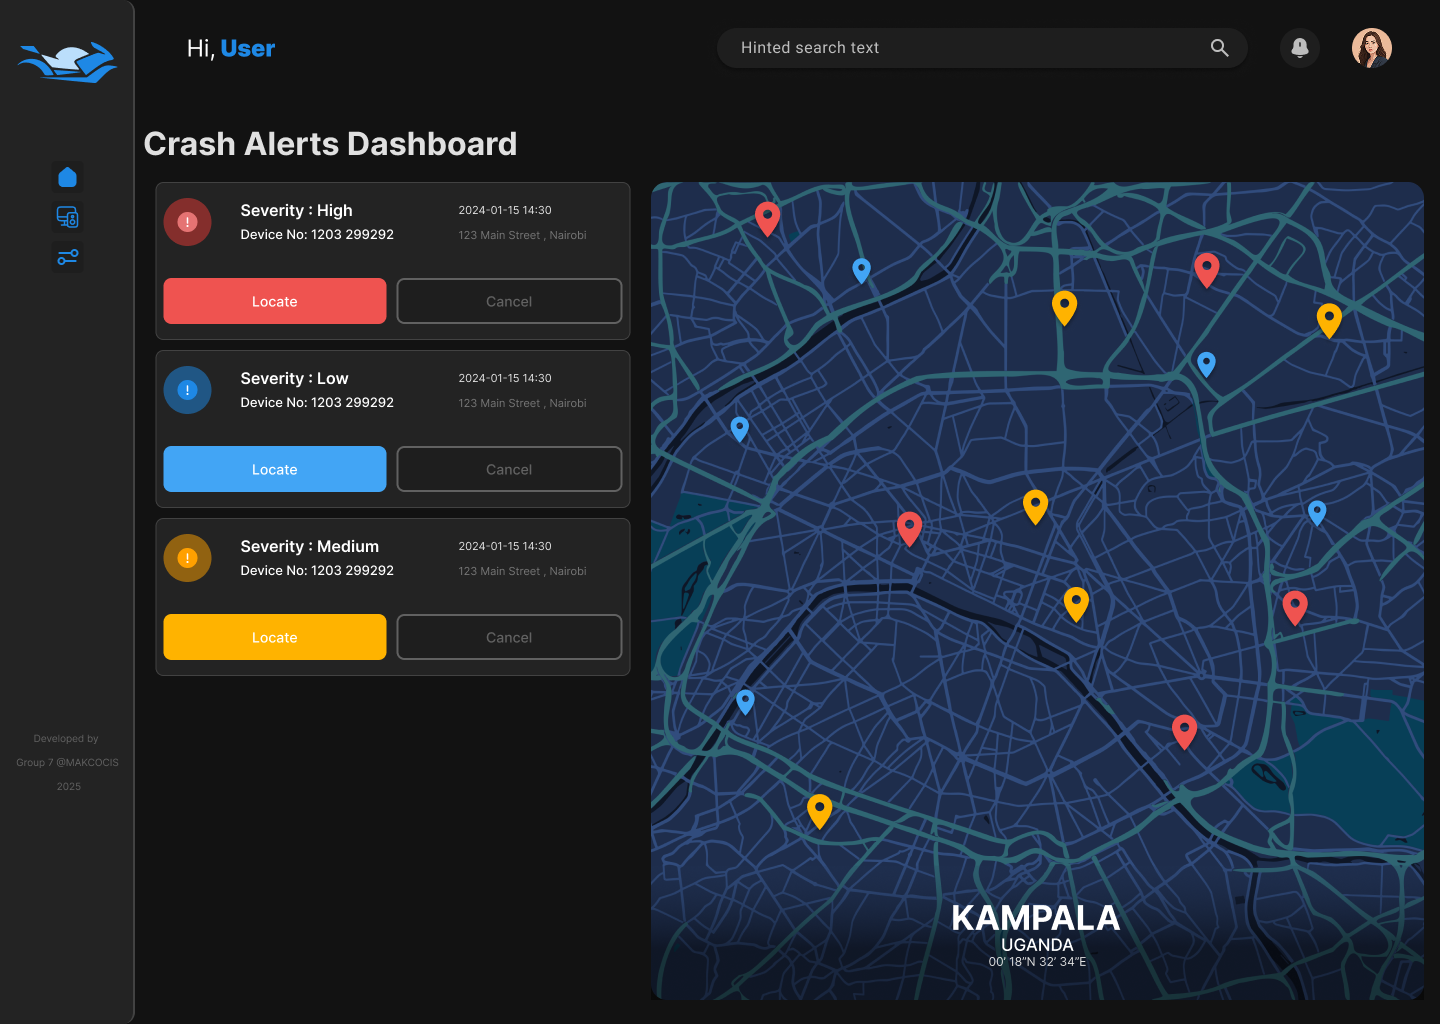 Hi, User
Hinted search text
Crash Alerts Dashboard
Severity : High
2024-01-15 14:30
Device No: 1203 299292
123 Main Street , Nairobi
Locate
Cancel
Severity : Low
2024-01-15 14:30
Device No: 1203 299292
123 Main Street , Nairobi
Locate
Cancel
Severity : Medium
2024-01-15 14:30
Device No: 1203 299292
123 Main Street , Nairobi
Locate
Cancel
Developed by
Group 7 @MAKCOCIS
2025
KAMPALA
UGANDA
00’ 18”N 32’ 34”E